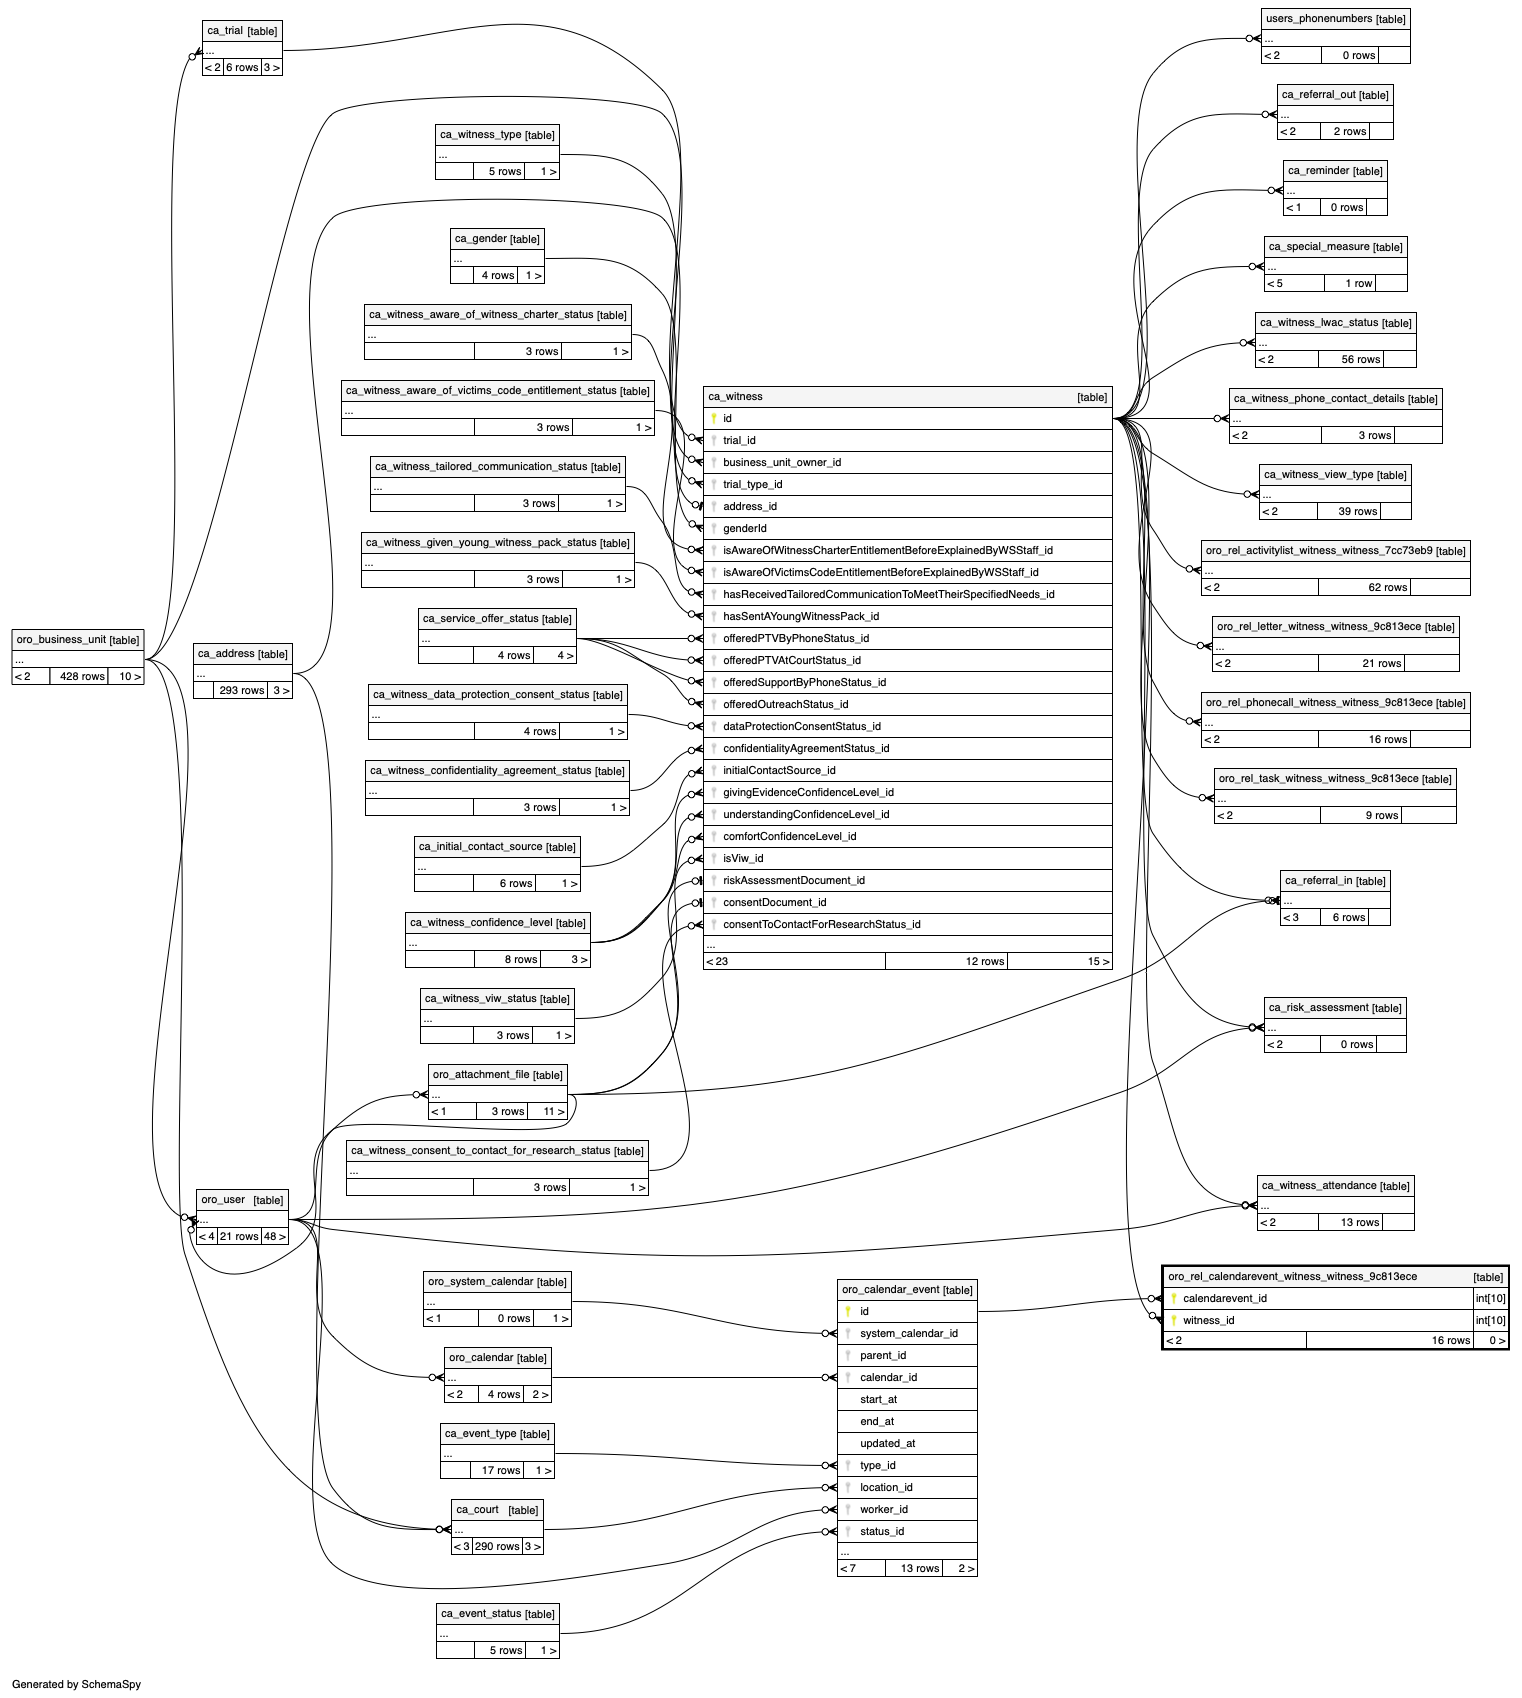 ca_trial [table]
...
< 2 6 rows 3 >
ca_witness_type [table]
...
5 rows 1 >
ca_gender [table]
...
4 rows 1 >
ca_witness_aware_of_witness_charter_status [table]
...
3 rows 1 >
ca_witness_aware_of_victims_code_entitlement_status [table]
...
3 rows 1 >
ca_witness_tailored_communication_status [table]
...
3 rows 1 >
ca_witness_given_young_witness_pack_status [table]
...
3 rows 1 >
oro_business_unit [table]
...
< 2 428 rows 10 >
ca_address [table]
...
293 rows 3 >
ca_service_offer_status [table]
...
4 rows 4 >
ca_witness_data_protection_consent_status [table]
...
4 rows 1 >
ca_witness_confidentiality_agreement_status [table]
...
3 rows 1 >
ca_initial_contact_source [table]
...
6 rows 1 >
ca_witness_confidence_level [table]
...
8 rows 3 >
ca_witness_viw_status [table]
...
3 rows 1 >
oro_attachment_file [table]
...
< 1 3 rows 11 >
ca_witness_consent_to_contact_for_research_status [table]
...
3 rows 1 >
oro_user [table]
...
< 4 21 rows 48 >
oro_system_calendar [table]
...
< 1 0 rows 1 >
oro_calendar [table]
...
< 2 4 rows 2 >
ca_event_type [table]
...
17 rows 1 >
ca_court [table]
...
< 3 290 rows 3 >
ca_event_status [table]
...
5 rows 1 >
ca_witness [table]
id
trial_id
business_unit_owner_id
trial_type_id
address_id
genderId
isAwareOfWitnessCharterEntitlementBeforeExplainedByWSStaff_id
isAwareOfVictimsCodeEntitlementBeforeExplainedByWSStaff_id
hasReceivedTailoredCommunicationToMeetTheirSpecifiedNeeds_id
hasSentAYoungWitnessPack_id
offeredPTVByPhoneStatus_id
offeredPTVAtCourtStatus_id
offeredSupportByPhoneStatus_id
offeredOutreachStatus_id
dataProtectionConsentStatus_id
confidentialityAgreementStatus_id
initialContactSource_id
givingEvidenceConfidenceLevel_id
understandingConfidenceLevel_id
comfortConfidenceLevel_id
isViw_id
riskAssessmentDocument_id
consentDocument_id
consentToContactForResearchStatus_id
...
< 23 12 rows 15 >
oro_calendar_event [table]
id
system_calendar_id
parent_id
calendar_id
start_at
end_at
updated_at
type_id
location_id
worker_id
status_id
...
< 7 13 rows 2 >
users_phonenumbers [table]
...
< 2 0 rows
ca_referral_out [table]
...
< 2 2 rows
ca_reminder [table]
...
< 1 0 rows
ca_special_measure [table]
...
< 5 1 row
ca_witness_lwac_status [table]
...
< 2 56 rows
ca_witness_phone_contact_details [table]
...
< 2 3 rows
ca_witness_view_type [table]
...
< 2 39 rows
oro_rel_activitylist_witness_witness_7cc73eb9 [table]
...
< 2 62 rows
oro_rel_letter_witness_witness_9c813ece [table]
...
< 2 21 rows
oro_rel_phonecall_witness_witness_9c813ece [table]
...
< 2 16 rows
oro_rel_task_witness_witness_9c813ece [table]
...
< 2 9 rows
ca_referral_in [table]
...
< 3 6 rows
ca_risk_assessment [table]
...
< 2 0 rows
ca_witness_attendance [table]
...
< 2 13 rows
oro_rel_calendarevent_witness_witness_9c813ece [table]
calendarevent_id int[10]
witness_id int[10]
< 2 16 rows 0 >
Generated by SchemaSpy